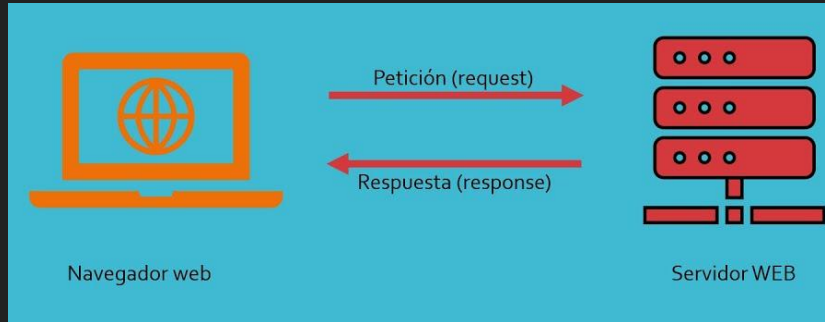 Petición (request)
Respuesta (response)
Navegador web
Servidor WEB